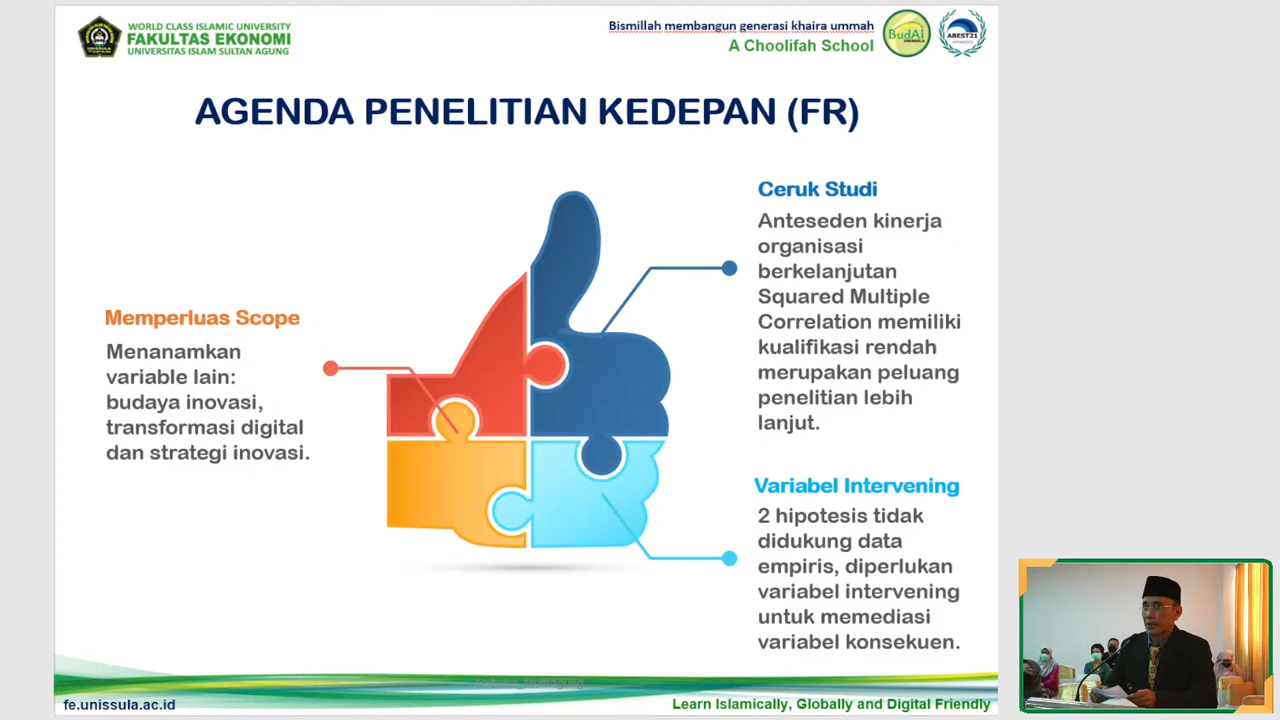 WORLD CLASS ISLAMIC UNIVERSITY
FAKULTAS EKONOMI
UNIVERSITAS ISLAM SULTAN AGUNG
Bismillah membangun generasi khaira ummah
A Choolifah School
BudAi
UNISSULA
ABEST21
AGENDA PENELITIAN KEDEPAN (FR)
Memperluas Scope
Menanamkan
variable lain:
budaya inovasi,
transformasi digital
dan strategi inovasi.
Ceruk Studi
Anteseden kinerja
organisasi
berkelanjutan
Squared Multiple
Correlation memiliki
kualifikasi rendah
merupakan peluang
penelitian lebih
lanjut.
Variabel Intervening
2 hipotesis tidak
didukung data
empiris, diperlukan
variabel intervening
untuk memediasi
variabel konsekuen.
fe.unissula.ac.id
Learn Islamically, Globally and Digital Friendly